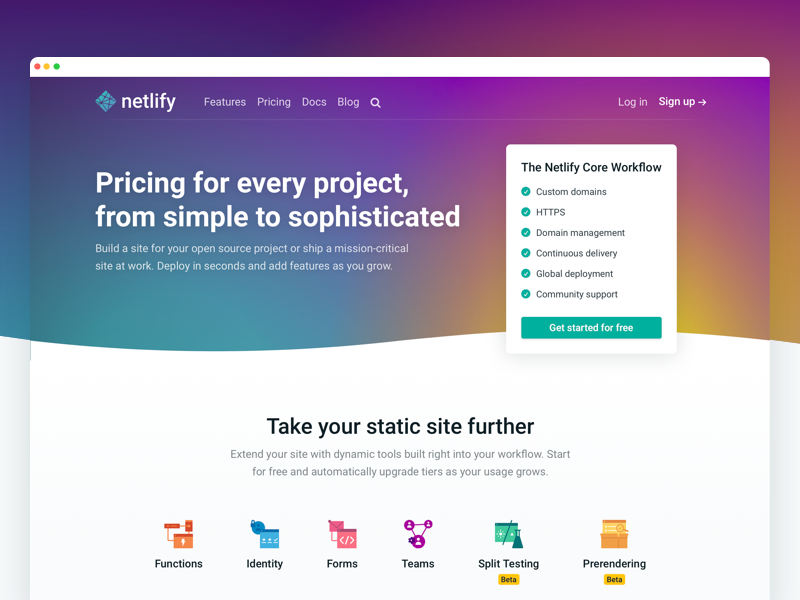 netlify
Features Pricing Docs Blog
Log in Sign up →
Pricing for every project,
from simple to sophisticated
Build a site for your open source project or ship a mission-critical
site at work. Deploy in seconds and add features as you grow.
The Netlify Core Workflow
Custom domains
HTTPS
Domain management
Continuous delivery
Global deployment
Community support
Get started for free
Take your static site further
Extend your site with dynamic tools built right into your workflow. Start
for free and automatically upgrade tiers as your usage grows.
Functions Identity Forms Teams Split Testing Prerendering
Beta Beta